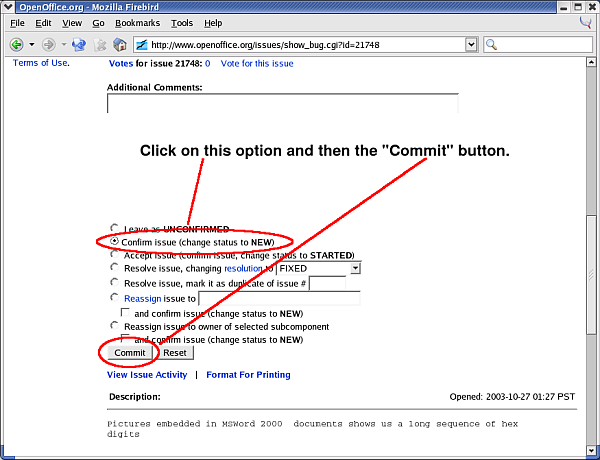 OpenOffice.org - Mozilla Firebird
File Edit View Go Bookmarks Tools Help
http://www.openoffice.org/issues/show_bug.cgi?id=21748
Terms of Use. Votes for issue 21748: 0 Vote for this issue
Additional Comments:
Click on this option and then the "Commit" button.
Leave as UNCONFIRMED
Confirm issue (change status to NEW)
Accept issue (confirm issue, change status to STARTED)
Resolve issue, changing resolution to FIXED
Resolve issue, mark it as duplicate of issue #
Reassign issue to
and confirm issue (change status to NEW)
Reassign issue to owner of selected subcomponent
and confirm issue (change status to NEW)
Commit Reset
View Issue Activity | Format For Printing
Description: Opened: 2003-10-27 01:27 PST
Pictures embedded in MSWord 2000 documents shows us a long sequence of hex
digits